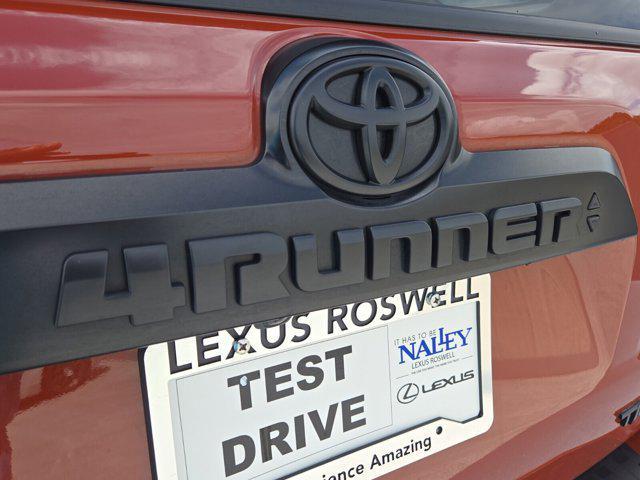 4RUNNER
LEXUS ROSWELL
TEST
DRIVE
IT HAS TO BE
NALLEY
LEXUS ROSWELL
LEXUS
ience Amazing